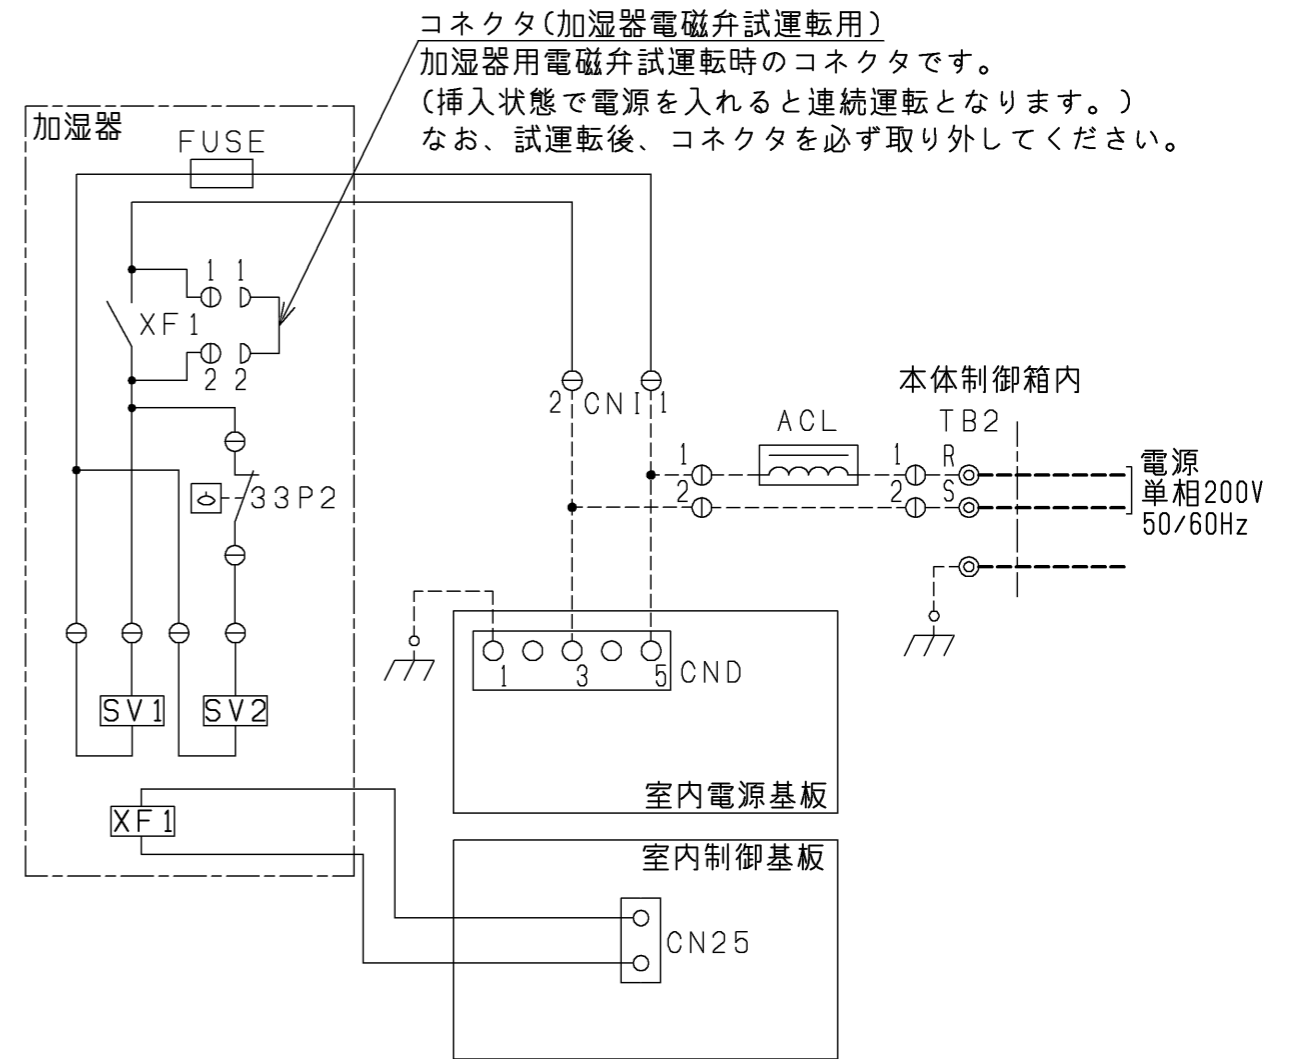 コネクタ(加湿器電磁弁試運転用)
加湿器用電磁弁試運転時のコネクタです。
(挿入状態で電源を入れると連続運転となります。)
なお、試運転後、コネクタを必ず取り外してください。
加湿器
FUSE
1 1
XF1
2 2
33P2
SV1 SV2
XF1
2 CNI 1
本体制御箱内
ACL
TB2
1 1 R
2 2 S
電源
単相200V
50/60Hz
1 3 5 CND
室内電源基板
室内制御基板
CN25